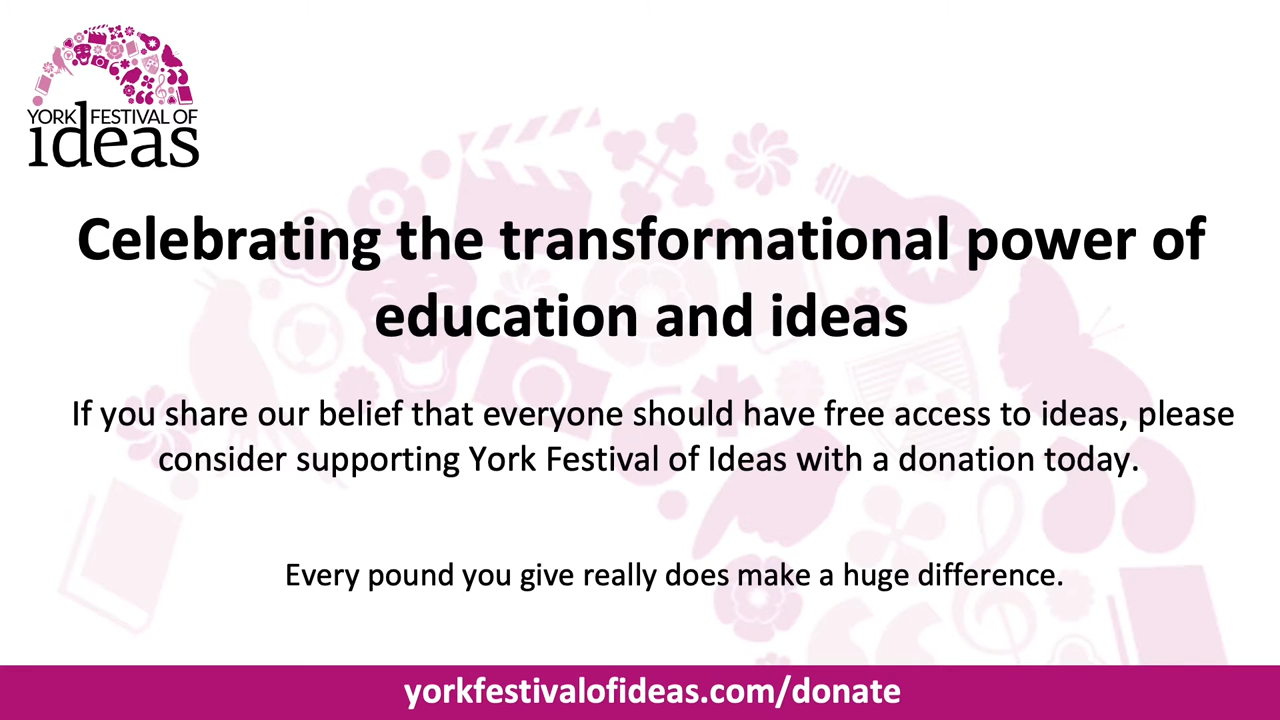 YORK FESTIVAL OF
ideas
Celebrating the transformational power of
education and ideas
If you share our belief that everyone should have free access to ideas, please
consider supporting York Festival of Ideas with a donation today.
Every pound you give really does make a huge difference.
yorkfestivalofideas.com/donate